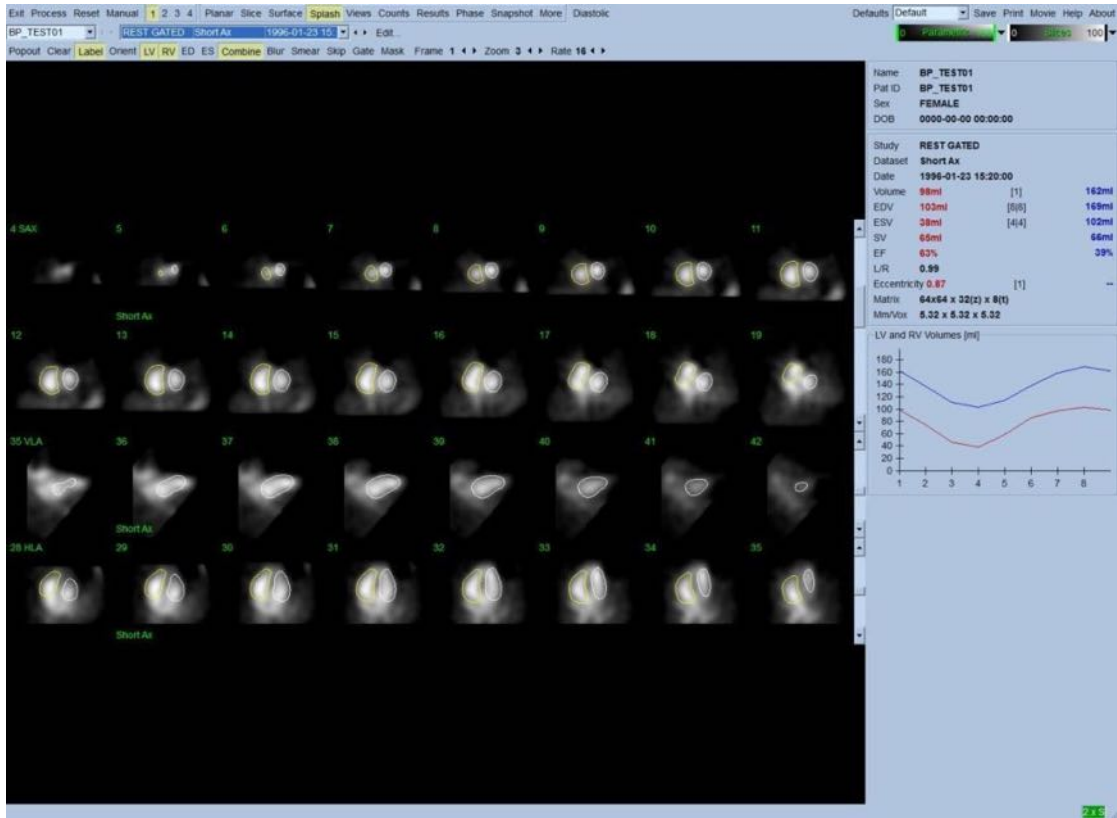 Exit Process Reset Manual 1 2 3 4 Planar Slice Surface Splash Views Counts Results Phase Snapshot More Diastolic Defaults Default Save Print Movie Help About
BP_TEST01 REST GATED Short Ax 1996-01-23 15: Edit... 0 0 Slices 100
Popout Clear Label Orient LV RV ED ES Combine Blur Smear Skip Gate Mask Frame 1 Zoom 3 Rate 16
Name BP_TEST01
Pat ID BP_TEST01
Sex FEMALE
DOB 0000-00-00 00:00:00
Study REST GATED
Dataset Short Ax
Date 1996-01-23 15:20:00
Volume 98ml [1] 162ml
EDV 103ml [8|8] 169ml
ESV 38ml [4|4] 102ml
SV 65ml 66ml
EF 63% 39%
L/R 0.99
Eccentricity 0.87 [1] --
Matrix 64x64 x 32(z) x 8(t)
Mm/Vox 5.32 x 5.32 x 5.32
LV and RV Volumes [ml]
180
160
140
120
100
80
60
40
20
0
1 2 3 4 5 6 7 8
4 SAX 5 6 7 8 9 10 11
Short Ax
12 13 14 15 16 17 18 19
35 VLA 36 37 38 39 40 41 42
Short Ax
28 HLA 29 30 31 32 33 34 35
Short Ax
2 x S